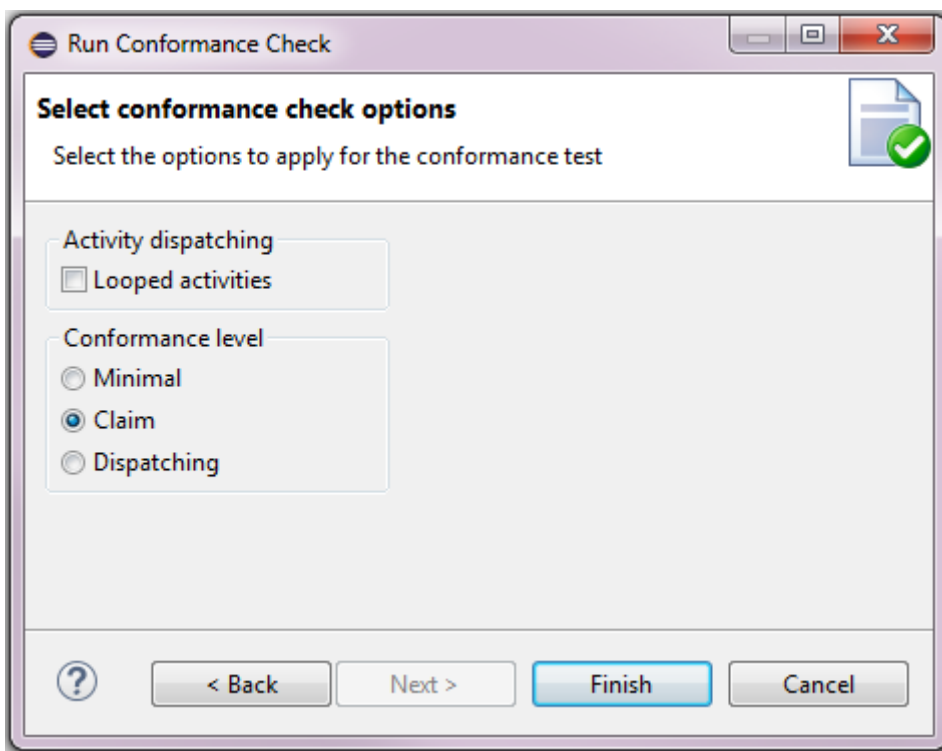 Run Conformance Check
Select conformance check options
Select the options to apply for the conformance test
Activity dispatching
Looped activities
Conformance level
Minimal
Claim
Dispatching
? < Back Next > Finish Cancel